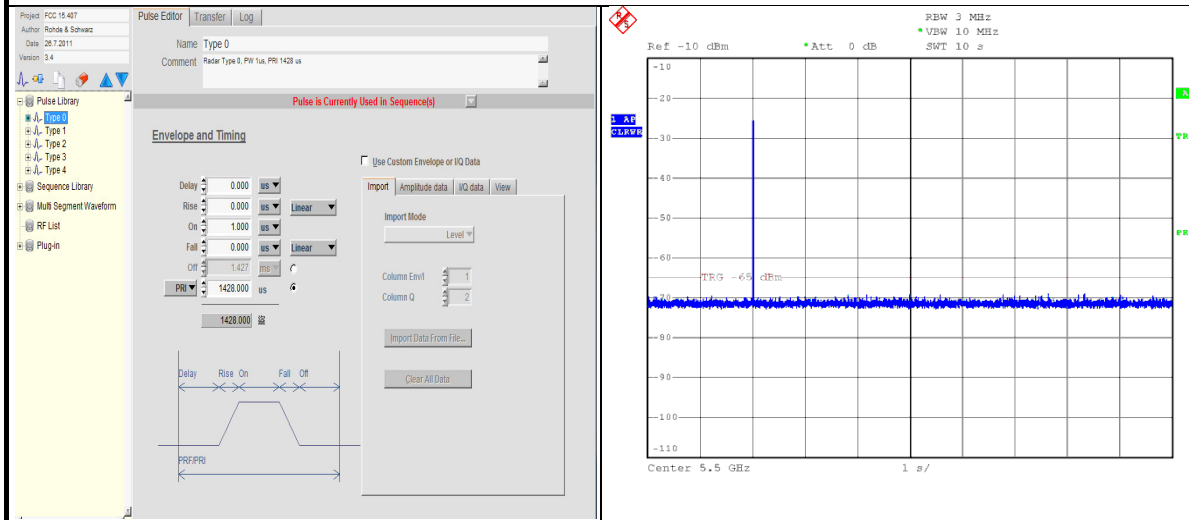 Project FCC 15.407
Author Rohde & Schwarz
Date 26.7.2011
Version 3.4
Pulse Library
Type 0
Type 1
Type 2
Type 3
Type 4
Sequence Library
Multi Segment Waveform
RF List
Plug-in
Pulse Editor Transfer Log
Name Type 0
Comment Radar Type 0, PW 1us, PRI 1428 us
Pulse is Currently Used in Sequence(s)
Envelope and Timing
Use Custom Envelope or I/Q Data
Delay 0.000 us
Rise 0.000 us Linear
On 1.000 us
Fall 0.000 us Linear
Off 1.427 ms
PRI 1428.000 us
1428.000
Import Amplitude data I/Q data View
Import Mode
Level
Column Env/I 1
Column Q 2
Import Data From File...
Clear All Data
Delay Rise On Fall Off
PRF/PRI
R S
RBW 3 MHz
*VBW 10 MHz
Ref -10 dBm *Att 0 dB SWT 10 s
-10
-20
A
1 AP
CLRWR
TR
-30
-40
-50
PR
-60
TRG -65 dBm
-70
-80
-90
-100
-110
Center 5.5 GHz 1 s/